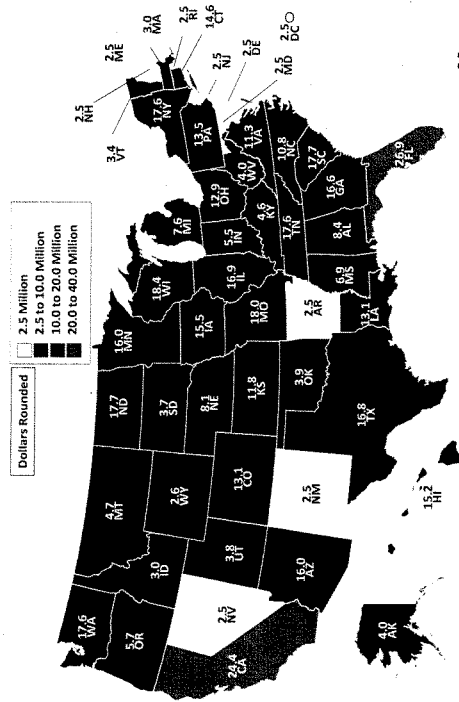 Dollars Rounded
2.5 Million
2.5 to 10.0 Million
10.0 to 20.0 Million
20.0 to 40.0 Million
17.6
WA
5.7
OR
24.4
CA
2.5
NV
3.0
ID
4.7
MT
2.6
WY
3.8
UT
16.0
AZ
13.1
CO
2.5
NM
17.7
ND
3.7
SD
8.1
NE
11.8
KS
3.9
OK
16.8
TX
16.0
MN
15.5
IA
18.0
MO
2.5
AR
13.1
LA
18.4
WI
16.9
IL
7.6
MI
5.5
IN
12.9
OH
4.6
KY
17.6
TN
6.9
MS
8.4
AL
16.6
GA
26.9
FL
17.7
SC
10.8
NC
11.3
VA
4.0
WV
13.5
PA
17.6
NY
3.4
VT
2.5
NH
2.5
ME
3.0
MA
2.5
RI
14.6
CT
2.5
NJ
2.5
DE
2.5
MD
2.5
DC
4.0
AK
15.2
HI